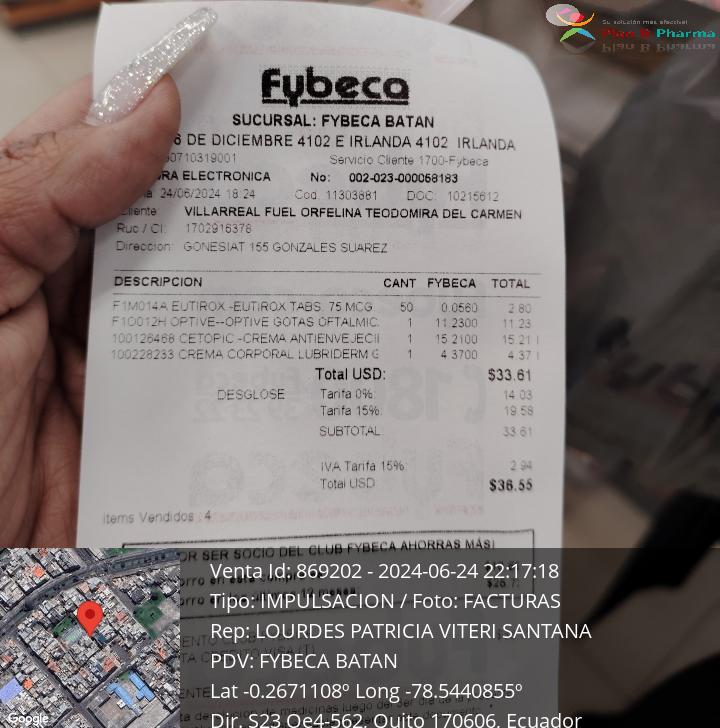 Su solución más efectiva!
Plan B Pharma
Fybeca
SUCURSAL: FYBECA BATAN
6 DE DICIEMBRE 4102 E IRLANDA 4102 IRLANDA
0710319001 Servicio Cliente 1700-Fybeca
RA ELECTRONICA No: 002-023-000058183
24/06/2024 18:24 Cod. 11303881 DOC: 10215612
VILLARREAL FUEL ORFELINA TEODOMIRA DEL CARMEN
Ruc / CI: 1702916378
Direccion: GONESIAT 155 GONZALES SUAREZ
DESCRIPCION CANT FYBECA TOTAL
F1M014A EUTIROX -EUTIROX TABS. 75 MCG 50 0.0560 2.80
F1O012H OPTIVE--OPTIVE GOTAS OFTALMIC. 1 11.2300 11.23
100126468 CETOPIC -CREMA ANTIENVEJECI 1 15.2100 15.21 I
100228233 CREMA CORPORAL LUBRIDERM G 1 4.3700 4.37 I
Total USD: $33.61
DESGLOSE Tarifa 0%: 14.03
Tarifa 15%: 19.58
SUBTOTAL: 33.61
IVA Tarifa 15%: 2.94
Total USD $36.55
Items Vendidos : 4
OR SER SOCIO DEL CLUB FYBECA AHORRAS MÁS!
Venta Id: 869202 - 2024-06-24 22:17:18
Tipo: IMPULSACION / Foto: FACTURAS
Rep: LOURDES PATRICIA VITERI SANTANA
PDV: FYBECA BATAN
Lat -0.2671108º Long -78.5440855º
Dir. S23 Oe4-562, Quito 170606, Ecuador
Google